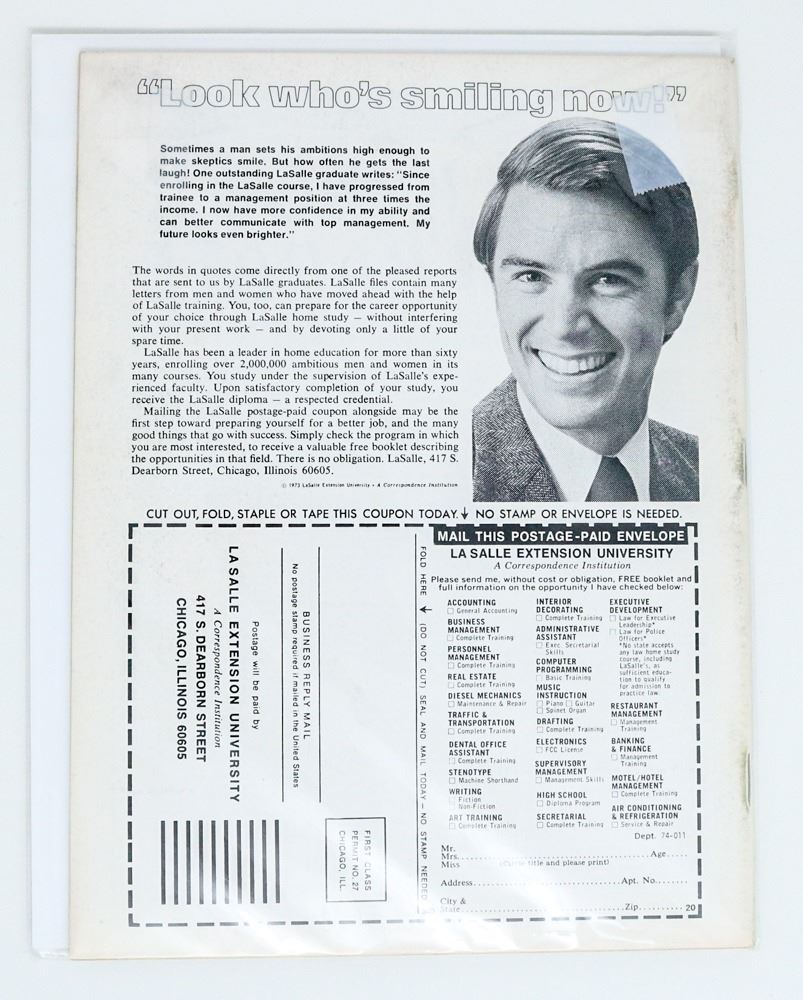 “Look who's smiling now!”
Sometimes a man sets his ambitions high enough to
make skeptics smile. But how often he gets the last
laugh! One outstanding LaSalle graduate writes: “Since
enrolling in the LaSalle course, I have progressed from
trainee to a management position at three times the
income. I now have more confidence in my ability and
can better communicate with top management. My
future looks even brighter.”
The words in quotes come directly from one of the pleased reports
that are sent to us by LaSalle graduates. LaSalle files contain many
letters from men and women who have moved ahead with the help
of LaSalle training. You, too, can prepare for the career opportunity
of your choice through LaSalle home study — without interfering
with your present work — and by devoting only a little of your
spare time.
LaSalle has been a leader in home education for more than sixty
years, enrolling over 2,000,000 ambitious men and women in its
many courses. You study under the supervision of LaSalle's expe-
rienced faculty. Upon satisfactory completion of your study, you
receive the LaSalle diploma — a respected credential.
Mailing the LaSalle postage-paid coupon alongside may be the
first step toward preparing yourself for a better job, and the many
good things that go with success. Simply check the program in which
you are most interested, to receive a valuable free booklet describing
the opportunities in that field. There is no obligation. LaSalle, 417 S.
Dearborn Street, Chicago, Illinois 60605.
© 1973 LaSalle Extension University • A Correspondence Institution
CUT OUT, FOLD, STAPLE OR TAPE THIS COUPON TODAY. NO STAMP OR ENVELOPE IS NEEDED.
FIRST CLASS
PERMIT NO. 27
CHICAGO, ILL.
BUSINESS REPLY MAIL
No postage stamp required if mailed in the United States
Postage will be paid by
LA SALLE EXTENSION UNIVERSITY
A Correspondence Institution
417 S. DEARBORN STREET
CHICAGO, ILLINOIS 60605
FOLD HERE (DO NOT CUT) SEAL AND MAIL TODAY — NO STAMP NEEDED
MAIL THIS POSTAGE-PAID ENVELOPE
LA SALLE EXTENSION UNIVERSITY
A Correspondence Institution
Please send me, without cost or obligation, FREE booklet and
full information on the opportunity I have checked below:
ACCOUNTING
General Accounting
BUSINESS
MANAGEMENT
Complete Training
PERSONNEL
MANAGEMENT
Complete Training
REAL ESTATE
Complete Training
DIESEL MECHANICS
Maintenance & Repair
TRAFFIC &
TRANSPORTATION
Complete Training
DENTAL OFFICE
ASSISTANT
Complete Training
STENOTYPE
Machine Shorthand
WRITING
Fiction
Non-Fiction
ART TRAINING
Complete Training
INTERIOR
DECORATING
Complete Training
ADMINISTRATIVE
ASSISTANT
Exec. Secretarial
Skills
COMPUTER
PROGRAMMING
Basic Training
MUSIC
INSTRUCTION
Piano Guitar
Spinet Organ
DRAFTING
Complete Training
ELECTRONICS
FCC License
SUPERVISORY
MANAGEMENT
Management Skills
HIGH SCHOOL
Diploma Program
SECRETARIAL
Complete Training
EXECUTIVE
DEVELOPMENT
Law for Executive
Leadership*
Law for Police
Officers*
*No state accepts
any law home study
course, including
LaSalle's, as
sufficient educa-
tion to qualify
for admission to
practice law.
RESTAURANT
MANAGEMENT
Management
Training
BANKING
& FINANCE
Management
Training
MOTEL/HOTEL
MANAGEMENT
Complete Training
AIR CONDITIONING
& REFRIGERATION
Service & Repair
Dept. 74-011
Mr.
Mrs. Age
Miss (Circle title and please print)
Address Apt. No.
City &
State Zip 20